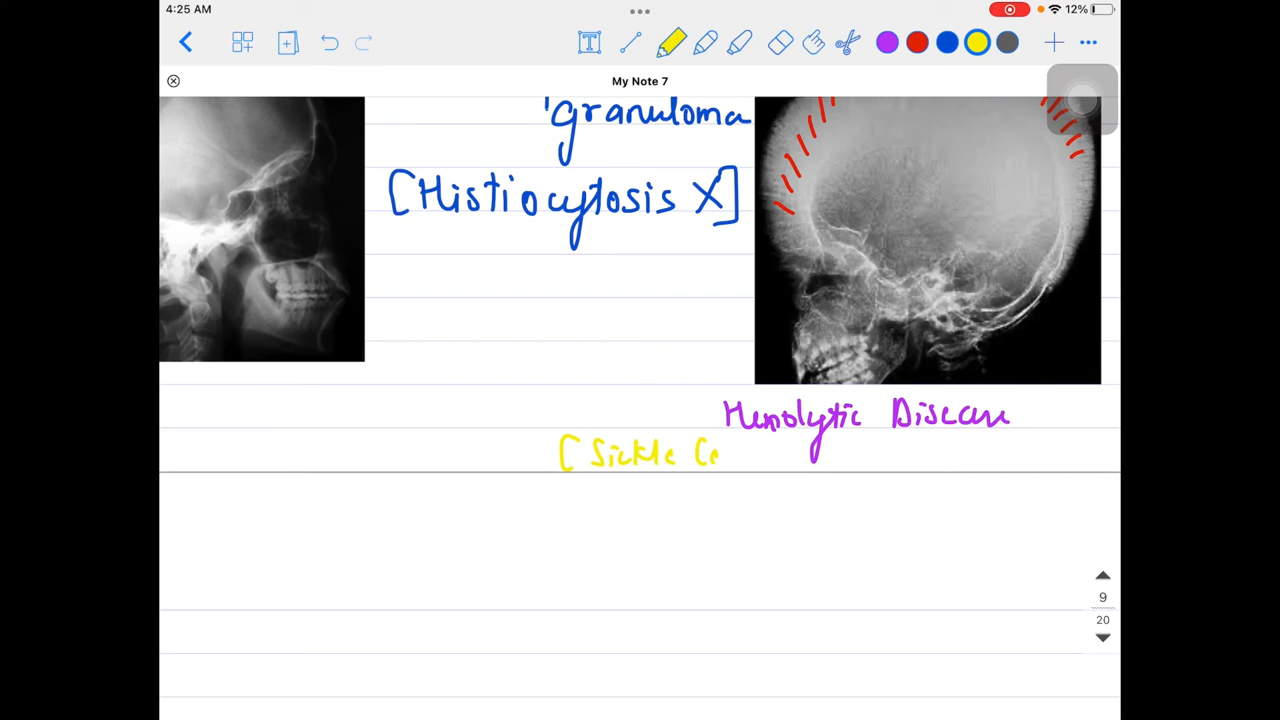 4:25 AM
12%
My Note 7
granuloma
[Histiocytosis X]
Hemolytic Disease
[Sickle Ce
9
20